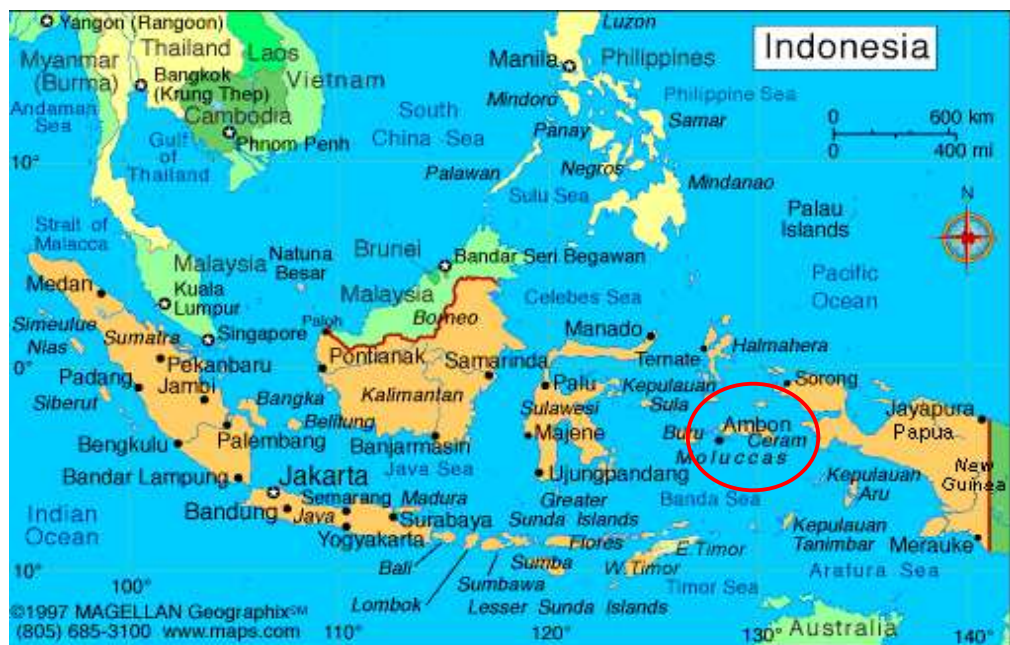 Yangon (Rangoon)
Myanmar
(Burma)
Thailand
Laos
Bangkok
(Krung Thep)
Vietnam
Cambodia
Phnom Penh
Andaman
Sea
Gulf
of
Thailand
South
China Sea
Luzon
Manila
Philippines
Mindoro
Philippine Sea
Panay
Samar
Negros
Palawan
Sulu Sea
Mindanao
Indonesia
0 600 km
0 400 mi
10°
N
Palau
Islands
Pacific
Ocean
Strait of
Malacca
Malaysia
Natuna
Besar
Brunei
Bandar Seri Begawan
Medan
Kuala
Lumpur
Malaysia
Celebes Sea
Simeulue
Nias
Sumatra
Singapore
Paloh
Borneo
Manado
Halmahera
Pekanbaru
Pontianak
Samarinda
Ternate
0°
Padang
Jambi
Kalimantan
Palu
Kepulauan
Sula
Sorong
Siberut
Bangka
Belitung
Sulawesi
Buru
Ambon
Ceram
Moluccas
Jayapura
Papua
Bengkulu
Palembang
Banjarmasin
Majene
Java Sea
Bandar Lampung
Jakarta
Ujungpandang
Kepulauan
Aru
New
Guinea
Semarang
Madura
Greater
Sunda Islands
Banda Sea
Indian
Ocean
Bandung
Java
Surabaya
Yogyakarta
Flores
E.Timor
Kepulauan
Tanimbar
Merauke
Bali
Sumba
W.Timor
Arafura Sea
10°
100°
Lombok
Sumbawa
Lesser Sunda Islands
Timor Sea
©1997 MAGELLAN Geographix℠
(805) 685-3100 www.maps.com
110°
120°
130°
Australia
140°